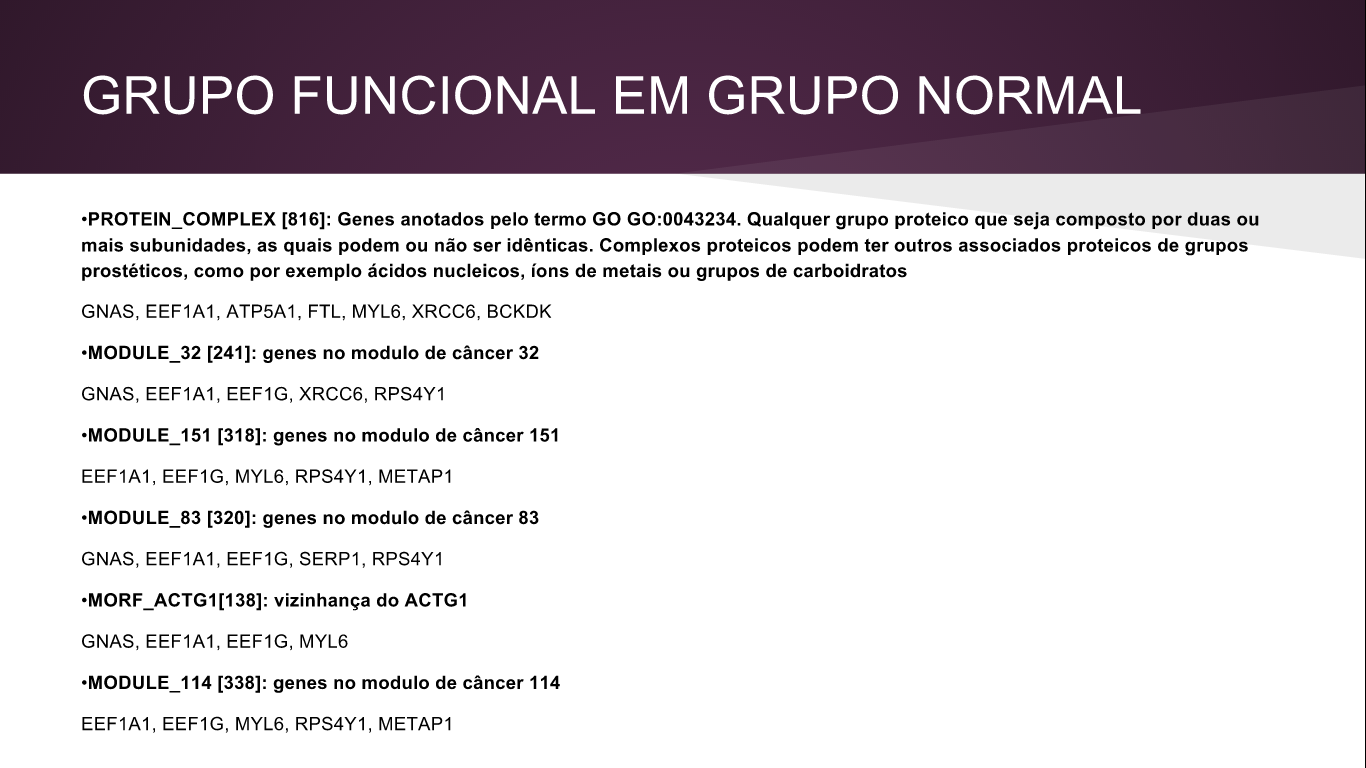 GRUPO FUNCIONAL EM GRUPO NORMAL
•PROTEIN_COMPLEX [816]: Genes anotados pelo termo GO GO:0043234. Qualquer grupo proteico que seja composto por duas ou
mais subunidades, as quais podem ou não ser idênticas. Complexos proteicos podem ter outros associados proteicos de grupos
prostéticos, como por exemplo ácidos nucleicos, íons de metais ou grupos de carboidratos
GNAS, EEF1A1, ATP5A1, FTL, MYL6, XRCC6, BCKDK
•MODULE_32 [241]: genes no modulo de câncer 32
GNAS, EEF1A1, EEF1G, XRCC6, RPS4Y1
•MODULE_151 [318]: genes no modulo de câncer 151
EEF1A1, EEF1G, MYL6, RPS4Y1, METAP1
•MODULE_83 [320]: genes no modulo de câncer 83
GNAS, EEF1A1, EEF1G, SERP1, RPS4Y1
•MORF_ACTG1[138]: vizinhança do ACTG1
GNAS, EEF1A1, EEF1G, MYL6
•MODULE_114 [338]: genes no modulo de câncer 114
EEF1A1, EEF1G, MYL6, RPS4Y1, METAP1